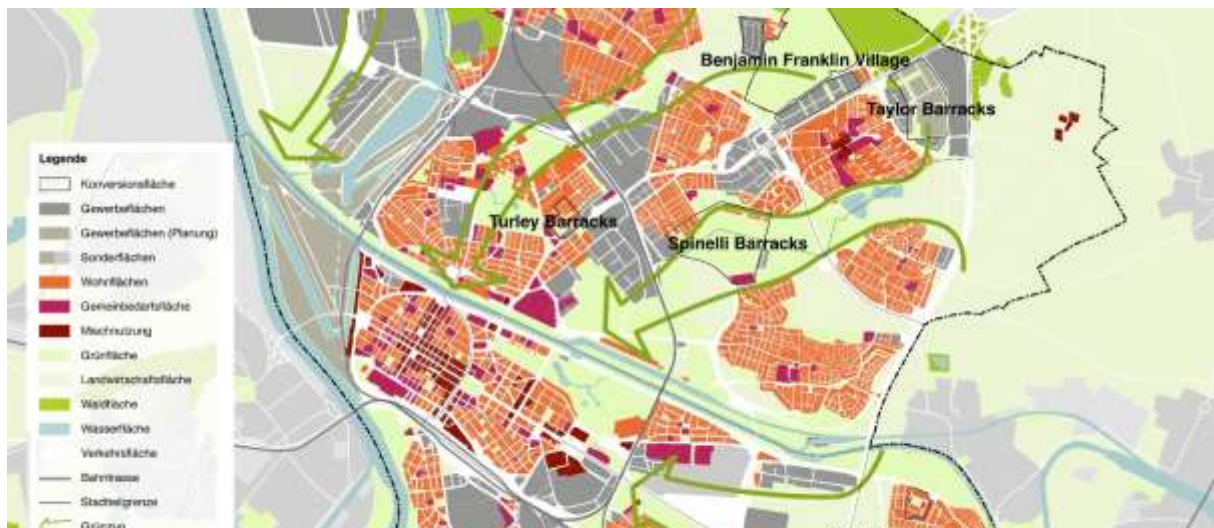 Benjamin Franklin Village
Taylor Barracks
Turley Barracks
Spinelli Barracks
Legende
Konversionsfläche
Gewerbeflächen
Gewerbeflächen (Planung)
Sonderflächen
Wohnflächen
Gemeinbedarfsfläche
Mischnutzung
Grünfläche
Landwirtschaftsfläche
Waldfläche
Wasserfläche
Verkehrsfläche
Bahntrasse
Stadtteilgrenze
Grünzug